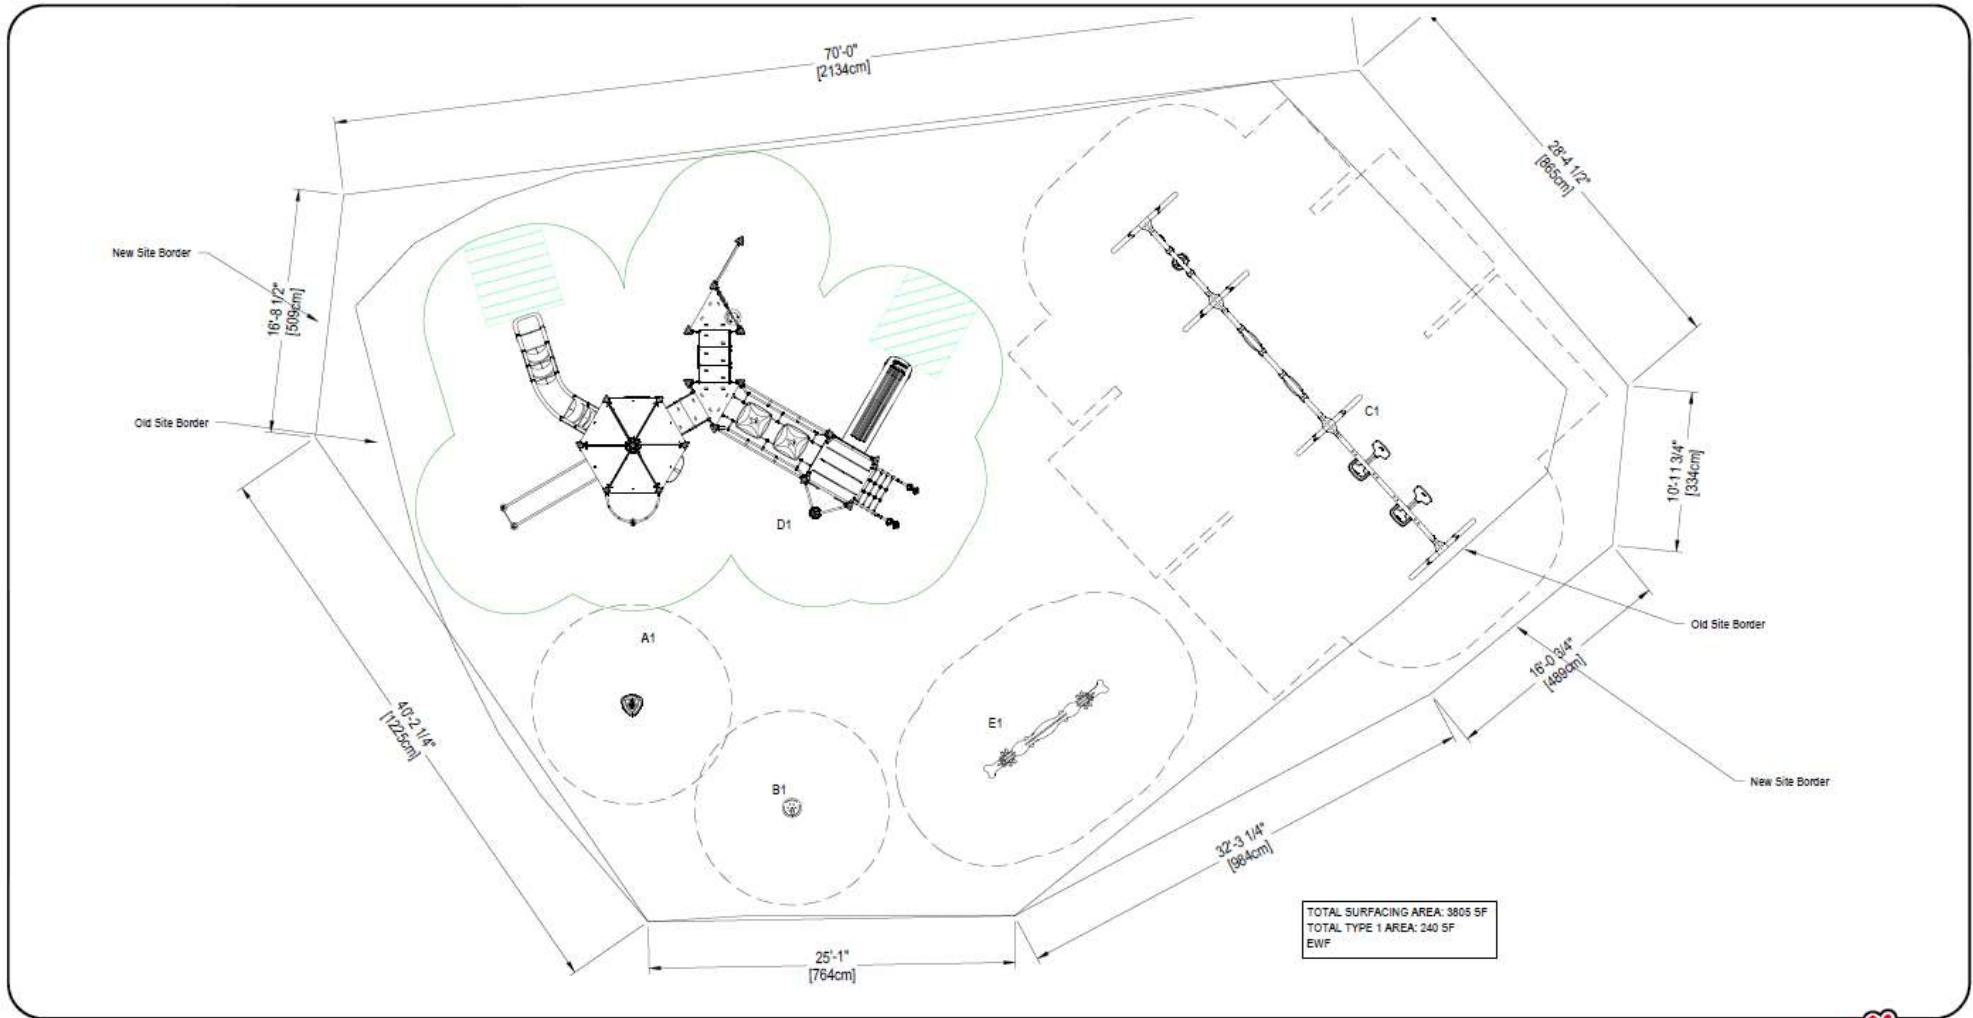 70'-0"
[2134cm]
28'-4 1/2"
[865cm]
New Site Border
16'-8 1/2"
[509cm]
Old Site Border
C1
10'-11 3/4"
[334cm]
D1
A1
Old Site Border
16'-0 3/4"
[489cm]
E1
40'-2 1/4"
[1225cm]
B1
New Site Border
32'-3 1/4"
[984cm]
TOTAL SURFACING AREA: 3805 SF
TOTAL TYPE 1 AREA: 240 SF
EWF
25'-1"
[764cm]